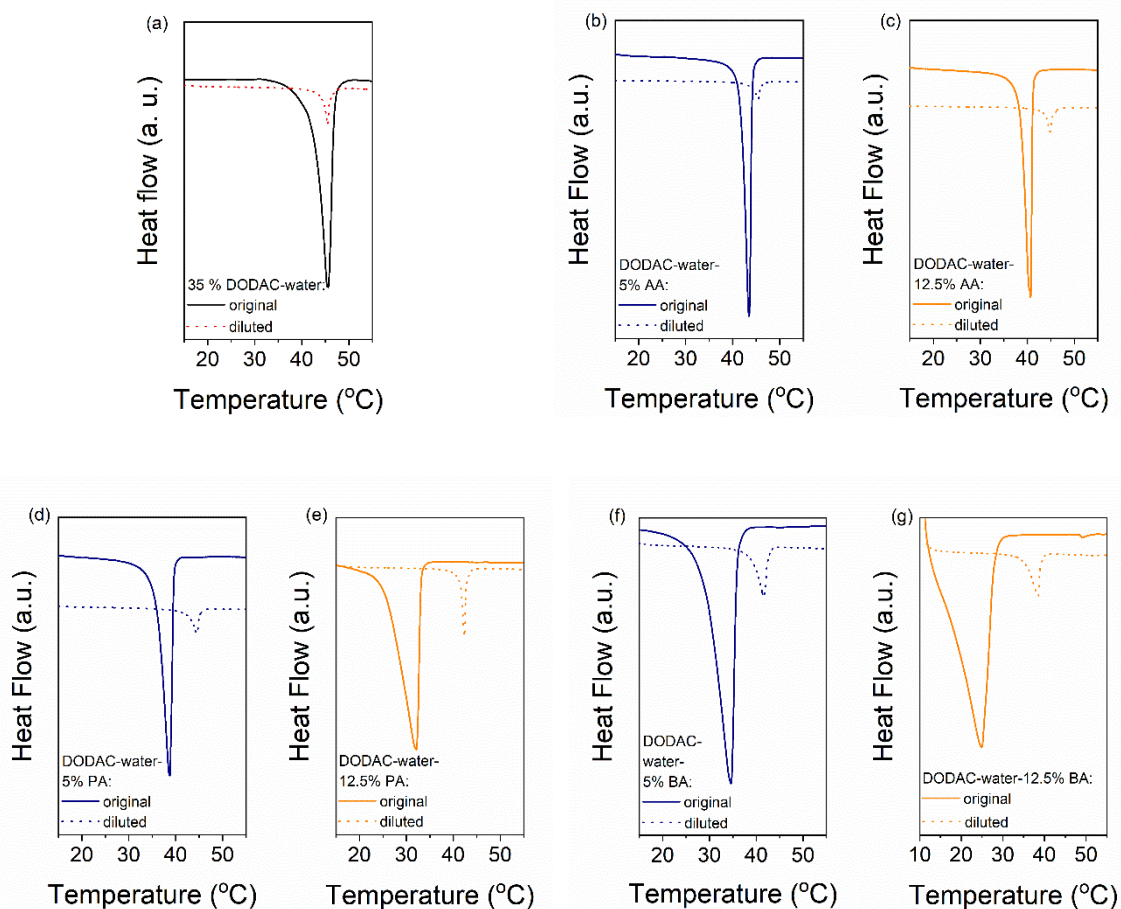 (a)
Heat flow (a. u.)
35 % DODAC-water:
original
diluted
20 30 40 50
Temperature (°C)
(b)
Heat Flow (a.u.)
DODAC-water-
5% AA:
original
diluted
20 30 40 50
Temperature (°C)
(c)
Heat Flow (a.u.)
DODAC-water-
12.5% AA:
original
diluted
20 30 40 50
Temperature (°C)
(d)
Heat Flow (a.u.)
DODAC-water-
5% PA:
original
diluted
20 30 40 50
Temperature (°C)
(e)
Heat Flow (a.u.)
DODAC-water-
12.5% PA:
original
diluted
20 30 40 50
Temperature (°C)
(f)
Heat Flow (a.u.)
DODAC-
water-
5% BA:
original
diluted
20 30 40 50
Temperature (°C)
(g)
Heat Flow (a.u.)
DODAC-water-12.5% BA:
original
diluted
10 20 30 40 50
Temperature (°C)